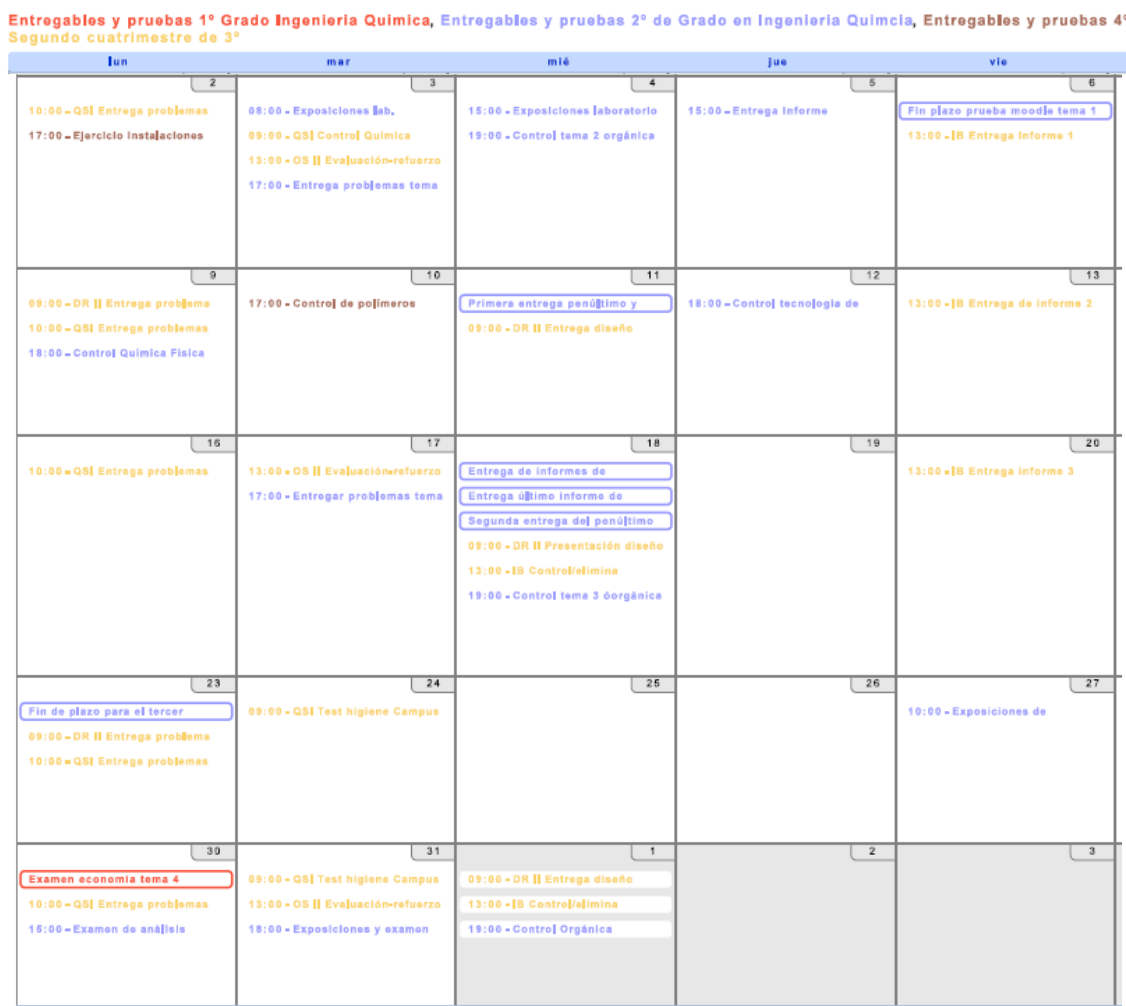 Entregables y pruebas 1º Grado Ingenieria Quimica, Entregables y pruebas 2º de Grado en Ingenieria Quimcia, Entregables y pruebas 4º
Segundo cuatrimestre de 3º
lun mar mié jue vie
2 3 4 5 6
10:00 - QSI Entrega problemas
17:00 - Ejercicio Instalaciones
08:00 - Exposiciones lab.
09:00 - QSI Control Quimica
13:00 - OS II Evaluación-refuerzo
17:00 - Entrega problemas tema
15:00 - Exposiciones laboratorio
19:00 - Control tema 2 orgánica
15:00 - Entrega Informe
Fin plazo prueba moodle tema 1
13:00 - IB Entrega Informe 1
9 10 11 12 13
09:00 - DR II Entrega problema
10:00 - QSI Entrega problemas
18:00 - Control Quimica Fisica
17:00 - Control de polimeros
Primera entrega penúltimo y
09:00 - DR II Entrega diseño
18:00 - Control tecnologia de
13:00 - IB Entrega de informe 2
16 17 18 19 20
10:00 - QSI Entrega problemas
13:00 - OS II Evaluación-refuerzo
17:00 - Entregar problemas tema
Entrega de informes de
Entrega último informe de
Segunda entrega del penúltimo
09:00 - DR II Presentación diseño
13:00 - IB Control/elimina
19:00 - Control tema 3 óorgánica
13:00 - IB Entrega informe 3
23 24 25 26 27
Fin de plazo para el tercer
09:00 - DR II Entrega problema
10:00 - QSI Entrega problemas
09:00 - QSI Test higiene Campus
10:00 - Exposiciones de
30 31 1 2 3
Examen economia tema 4
10:00 - QSI Entrega problemas
15:00 - Examen de análisis
09:00 - QSI Test higiene Campus
13:00 - OS II Evaluación-refuerzo
15:00 - Exposiciones y examen
09:00 - DR II Entrega diseño
13:00 - IB Control/elimina
19:00 - Control Orgánica